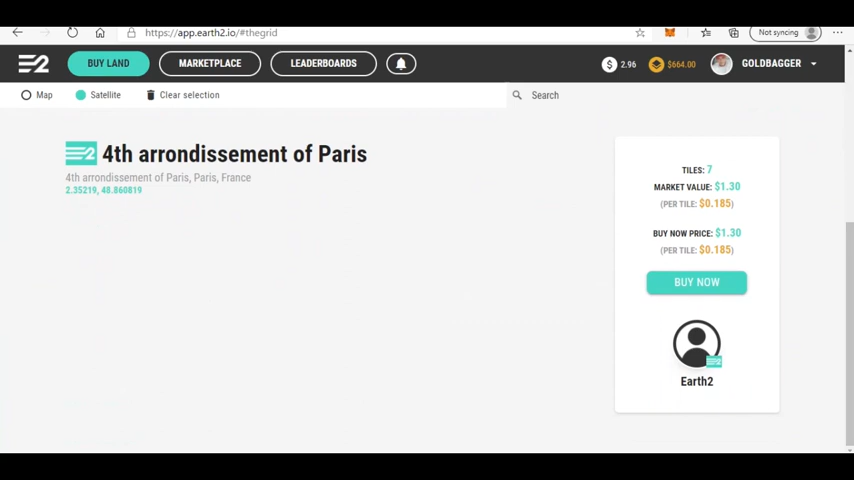 https://app.earth2.io/#thegrid
Not syncing
E2
BUY LAND
MARKETPLACE
LEADERBOARDS
$ 2.96
$664.00
GOLDBAGGER
Map
Satellite
Clear selection
Search
E2 4th arrondissement of Paris
4th arrondissement of Paris, Paris, France
2.35219, 48.860819
TILES: 7
MARKET VALUE: $1.30
(PER TILE: $0.185)
BUY NOW PRICE: $1.30
(PER TILE: $0.185)
BUY NOW
Earth2